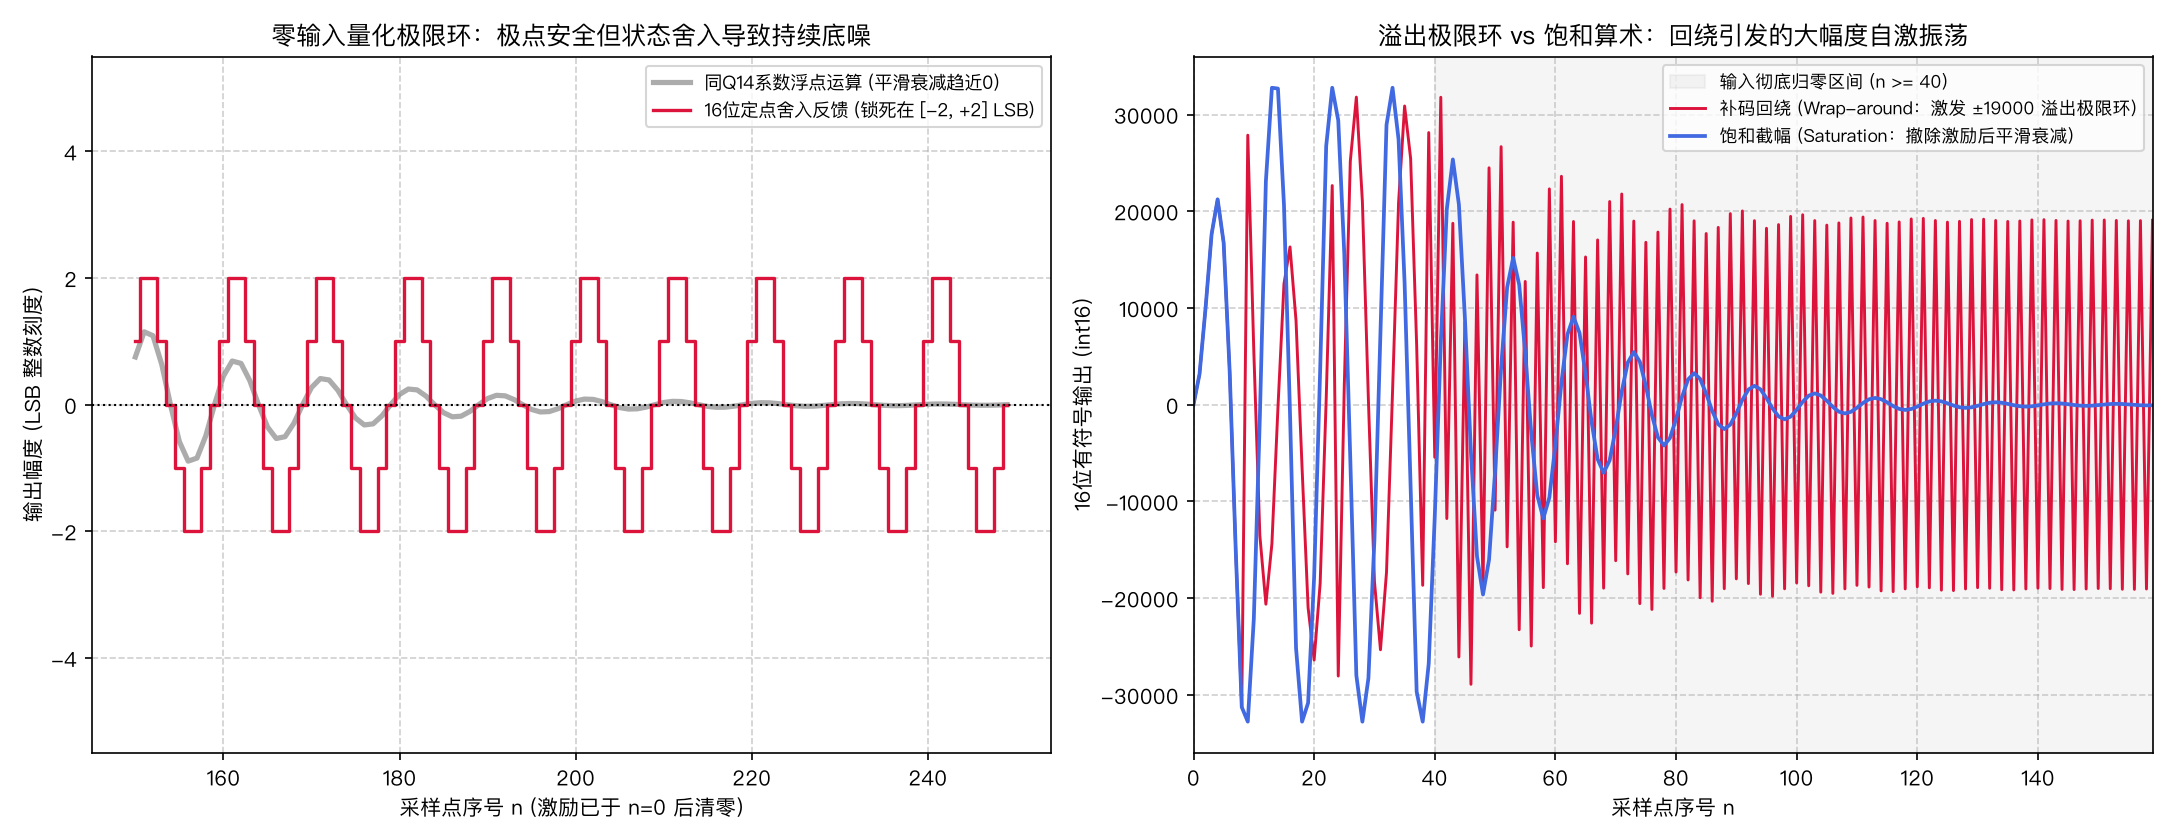 零输入量化极限环：极点安全但状态舍入导致持续底噪
同Q14系数浮点运算 (平滑衰减趋近0)
16位定点舍入反馈 (锁死在 [−2, +2] LSB)
输出幅度 (LSB 整数刻度)
4
2
0
−2
−4
160
180
200
220
240
采样点序号 n (激励已于 n=0 后清零)
溢出极限环 vs 饱和算术：回绕引发的大幅度自激振荡
输入彻底归零区间 (n >= 40)
补码回绕 (Wrap-around：激发 ±19000 溢出极限环)
饱和截幅 (Saturation：撤除激励后平滑衰减)
16位有符号输出 (int16)
30000
20000
10000
0
−10000
−20000
−30000
0
20
40
60
80
100
120
140
采样点序号 n